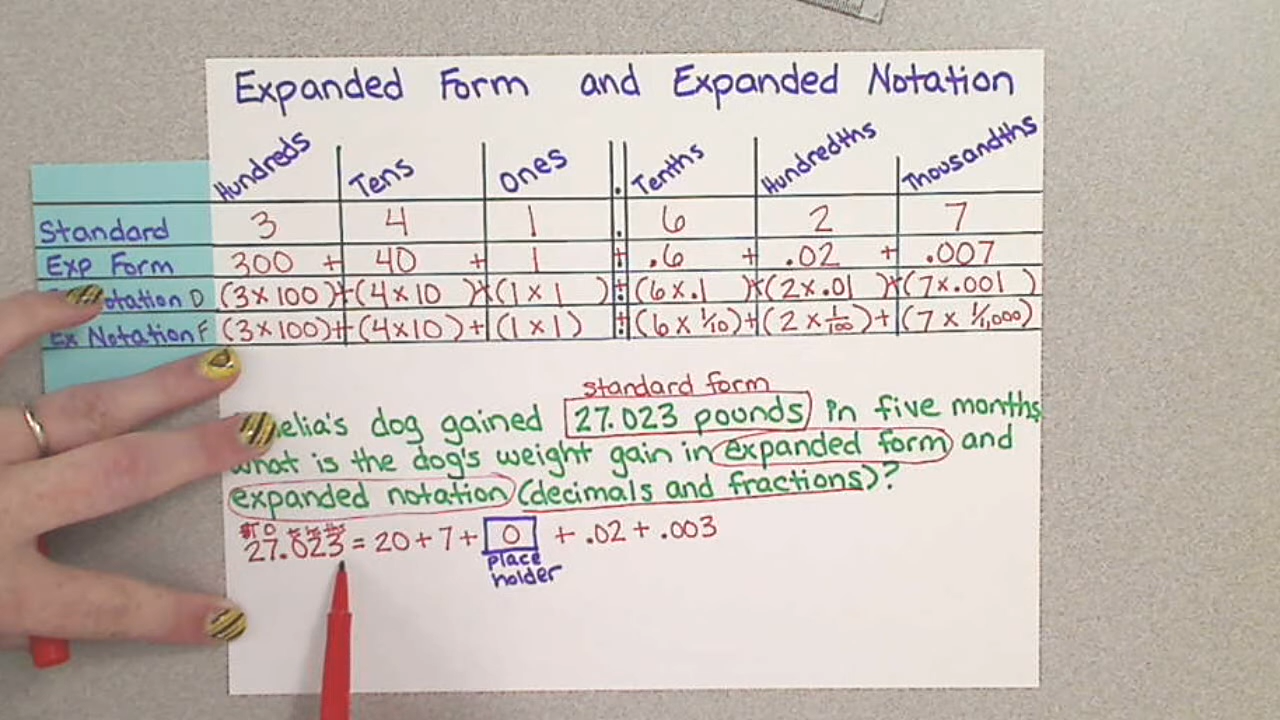 Expanded Form and Expanded Notation
Hundreds Tens Ones . Tenths Hundredths Thousandths
Standard 3 4 1 . 6 2 7
Exp Form 300 + 40 + 1 + .6 + .02 + .007
otation D (3×100)+(4×10)+(1×1)+(6×.1)+(2×.01)+(7×.001)
Ex Notation F (3×100)+(4×10)+(1×1)+(6×1/10)+(2×1/100)+(7×1/1,000)
standard form
elia's dog gained 27.023 pounds in five months
what is the dog's weight gain in expanded form and
expanded notation (decimals and fractions)?
27.023 = 20+7+ 0 + .02 + .003
place
holder